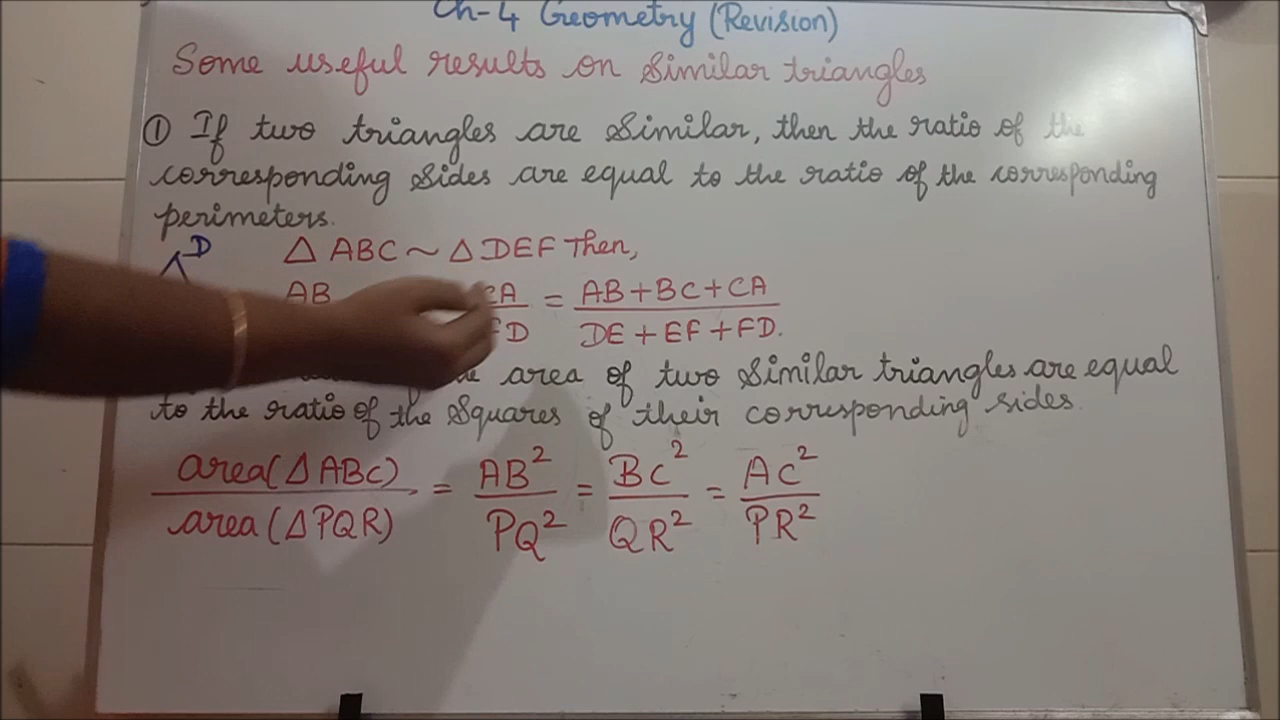 Ch-4 Geometry (Revision)
Some useful results on Similar triangles
① If two triangles are Similar, then the ratio of the
corresponding Sides are equal to the ratio of the corresponding
perimeters.
D
△ ABC ~ △ DEF Then,
AB CA = AB+BC+CA
FD DE + EF + FD.
area of two Similar triangles are equal
to the ratio of the Squares of their corresponding sides.
area(△ ABC) = AB² = BC² = AC²
area(△ PQR) PQ² QR² PR²